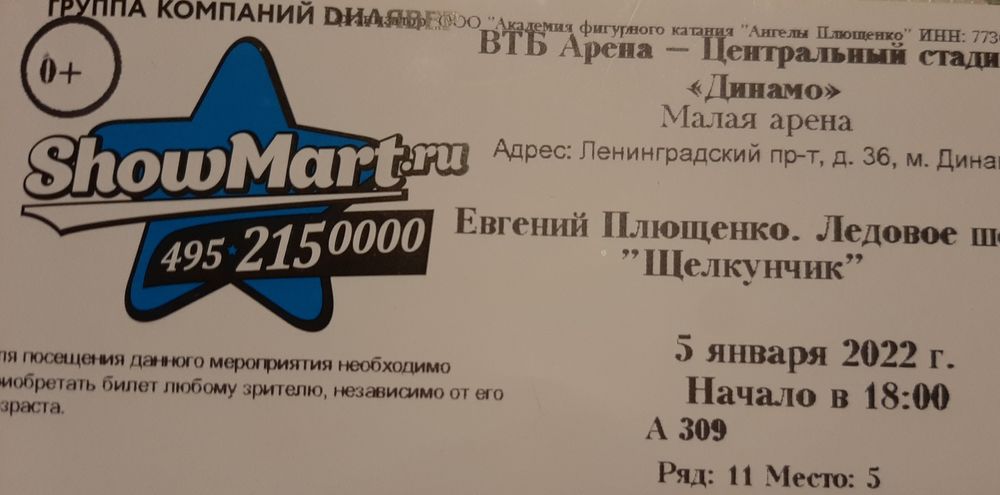 ГРУППА КОМПАНИЙ
ООО "Академия фигурного катания "Ангелы Плющенко" ИНН: 773
0+
ВТБ Арена – Центральный стади
«Динамо»
Малая арена
Адрес: Ленинградский пр-т, д. 36, м. Дина
ShowMart.ru
495 215 0000
Евгений Плющенко. Ледовое ш
"Щелкунчик"
ля посещения данного мероприятия необходимо
иобретать билет любому зрителю, независимо от его
зраста.
5 января 2022 г.
Начало в 18:00
А 309
Ряд: 11 Место: 5